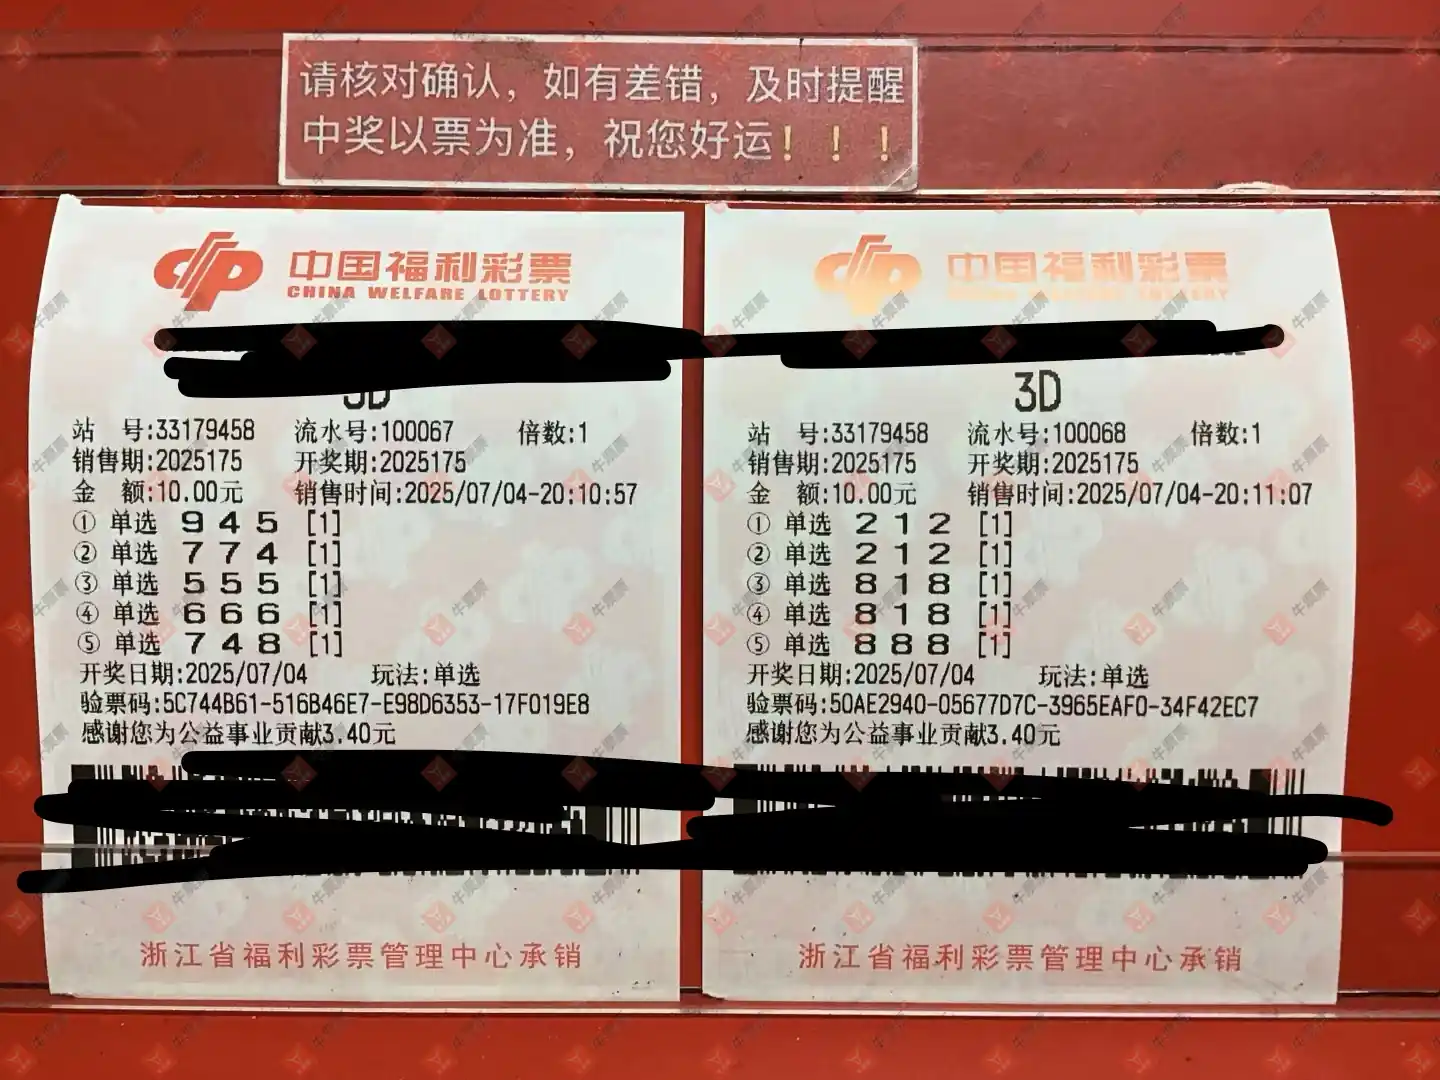 请核对确认，如有差错，及时提醒
中奖以票为准，祝您好运！！！
中国福利彩票
CHINA WELFARE LOTTERY
3D
站 号:33179458 流水号:100067 倍数:1
销售期:2025175 开奖期:2025175
金 额:10.00元 销售时间:2025/07/04-20:10:57
① 单选 9 4 5 [1]
② 单选 7 7 4 [1]
③ 单选 5 5 5 [1]
④ 单选 6 6 6 [1]
⑤ 单选 7 4 8 [1]
开奖日期:2025/07/04 玩法:单选
验票码:5C744B61-516B46E7-E98D6353-17F019E8
感谢您为公益事业贡献3.40元
浙江省福利彩票管理中心承销
中国福利彩票
CHINA WELFARE LOTTERY
3D
站 号:33179458 流水号:100068 倍数:1
销售期:2025175 开奖期:2025175
金 额:10.00元 销售时间:2025/07/04-20:11:07
① 单选 2 1 2 [1]
② 单选 2 1 2 [1]
③ 单选 8 1 8 [1]
④ 单选 8 1 8 [1]
⑤ 单选 8 8 8 [1]
开奖日期:2025/07/04 玩法:单选
验票码:50AE2940-05677D7C-3965EAF0-34F42EC7
感谢您为公益事业贡献3.40元
浙江省福利彩票管理中心承销